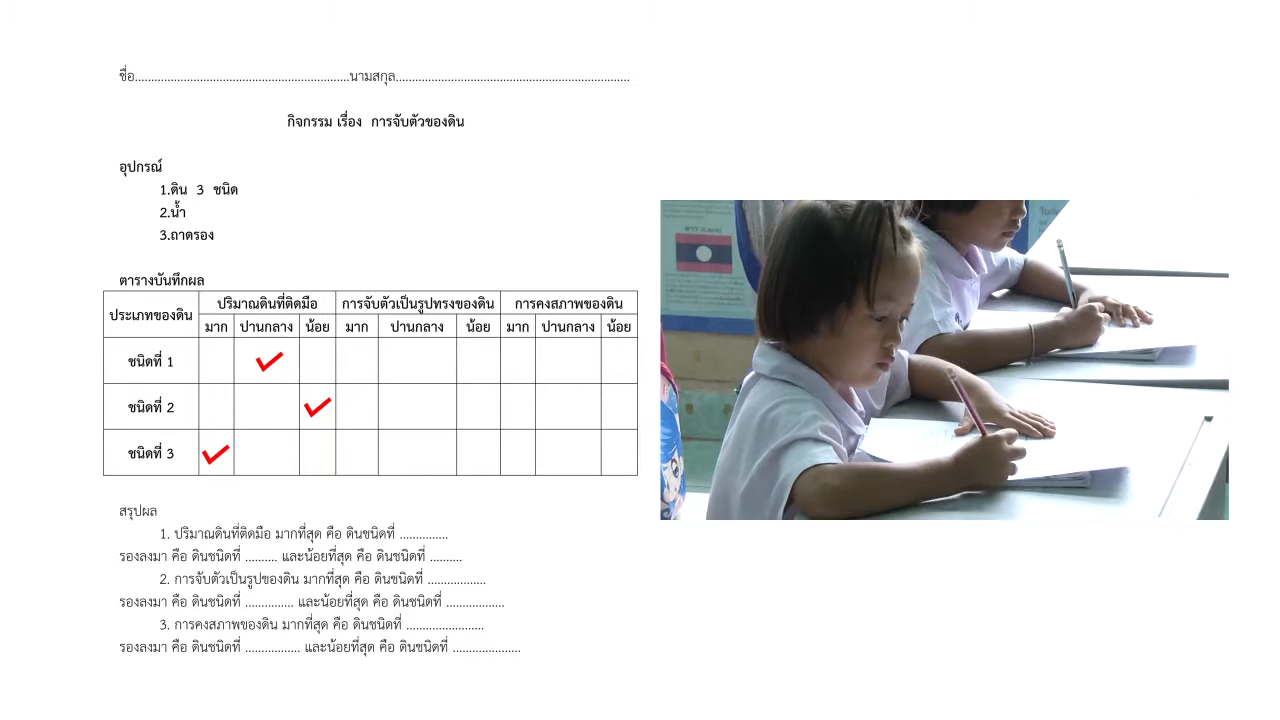 ชื่อ..................................................................นามสกุล........................................................................
กิจกรรม เรื่อง การจับตัวของดิน
อุปกรณ์
1.ดิน 3 ชนิด
2.น้ำ
3.ถาดรอง
ตารางบันทึกผล
ประเภทของดิน ปริมาณดินที่ติดมือ การจับตัวเป็นรูปทรงของดิน การคงสภาพของดิน
มาก ปานกลาง น้อย มาก ปานกลาง น้อย มาก ปานกลาง น้อย
ชนิดที่ 1
ชนิดที่ 2
ชนิดที่ 3
สรุปผล
1. ปริมาณดินที่ติดมือ มากที่สุด คือ ดินชนิดที่ ...............
รองลงมา คือ ดินชนิดที่ .......... และน้อยที่สุด คือ ดินชนิดที่ ..........
2. การจับตัวเป็นรูปของดิน มากที่สุด คือ ดินชนิดที่ ..................
รองลงมา คือ ดินชนิดที่ ............... และน้อยที่สุด คือ ดินชนิดที่ ..................
3. การคงสภาพของดิน มากที่สุด คือ ดินชนิดที่ ........................
รองลงมา คือ ดินชนิดที่ ................. และน้อยที่สุด คือ ดินชนิดที่ .....................